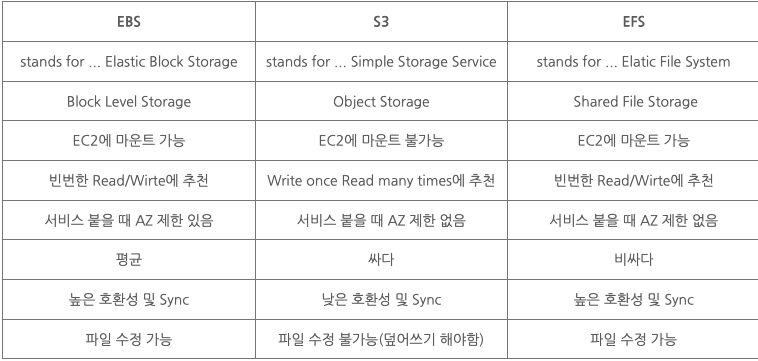 EBS S3 EFS
stands for ... Elastic Block Storage stands for ... Simple Storage Service stands for ... Elatic File System
Block Level Storage Object Storage Shared File Storage
EC2에 마운트 가능 EC2에 마운트 불가능 EC2에 마운트 가능
빈번한 Read/Wirte에 추천 Write once Read many times에 추천 빈번한 Read/Wirte에 추천
서비스 붙을 때 AZ 제한 있음 서비스 붙을 때 AZ 제한 없음 서비스 붙을 때 AZ 제한 없음
평균 싸다 비싸다
높은 호환성 및 Sync 낮은 호환성 및 Sync 높은 호환성 및 Sync
파일 수정 가능 파일 수정 불가능(덮어쓰기 해야함) 파일 수정 가능